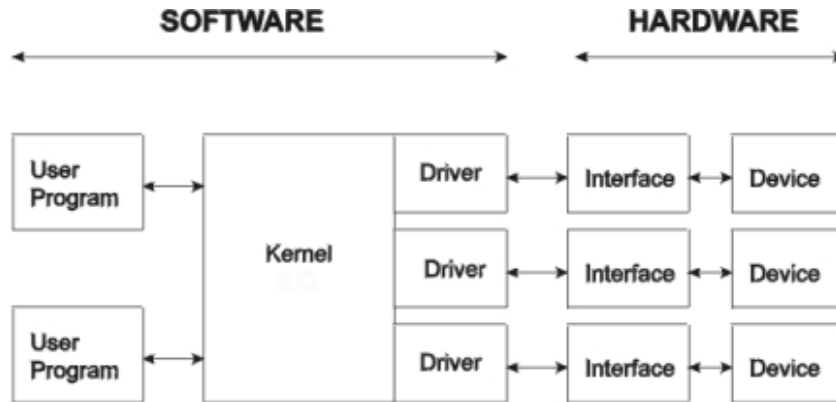 SOFTWARE
HARDWARE
User
Program
Driver
Interface
Device
Kernel
Driver
Interface
Device
User
Program
Driver
Interface
Device